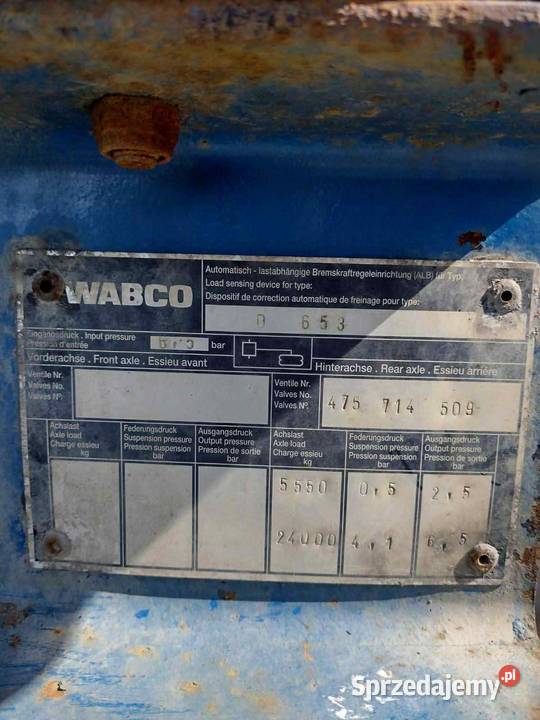 WABCO
Automatisch - lastabhängige Bremskraftregeleinrichtung (ALB) für Typ:
Load sensing device for type:
Dispositif de correction automatique de freinage pour type:
D 653
Eingangsdruck . Input pressure
Pression d'entrée
6,5 bar
Vorderachse . Front axle . Essieu avant
Hinterachse . Rear axle . Essieu arrière
Ventile Nr.
Valves No.
Valves Nº.
Ventile Nr.
Valves No.
Valves Nº.
475 714 509
Achslast
Axle load
Charge essieu
kg
Federungsdruck
Suspension pressure
Pression suspension
bar
Ausgangsdruck
Output pressure
Pression de sortie
bar
Achslast
Axle load
Charge essieu
kg
Federungsdruck
Suspension pressure
Pression suspension
bar
Ausgangsdruck
Output pressure
Pression de sortie
bar
5550 0,5 2,5
24000 4,1 6,5
Sprzedajemy.pl